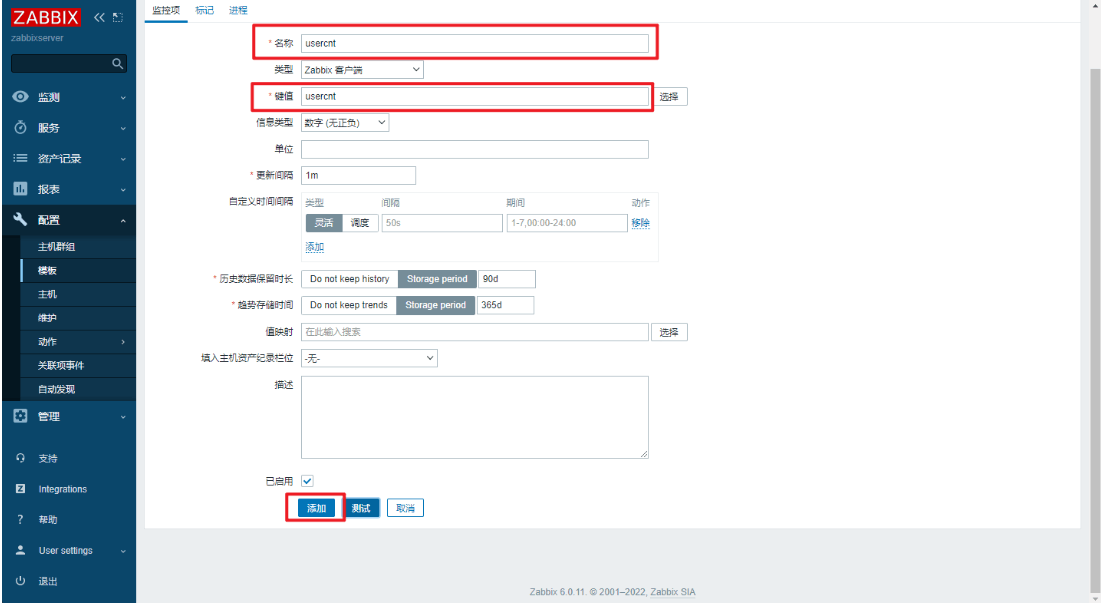 ZABBIX
zabbixserver
监测
服务
资产记录
报表
配置
主机群组
模板
主机
维护
动作
关联项事件
自动发现
管理
支持
Integrations
帮助
User settings
退出
监控项 标记 进程
* 名称 usercnt
类型 Zabbix 客户端
* 键值 usercnt 选择
信息类型 数字 (无正负)
单位
* 更新间隔 1m
自定义时间间隔 类型 间隔 期间 动作
灵活 调度 50s 1-7,00:00-24:00 移除
添加
* 历史数据保留时长 Do not keep history Storage period 90d
* 趋势存储时间 Do not keep trends Storage period 365d
值映射 在此输入搜索 选择
填入主机资产纪录栏位 -无-
描述
已启用
添加 测试 取消
Zabbix 6.0.11. © 2001–2022, Zabbix SIA